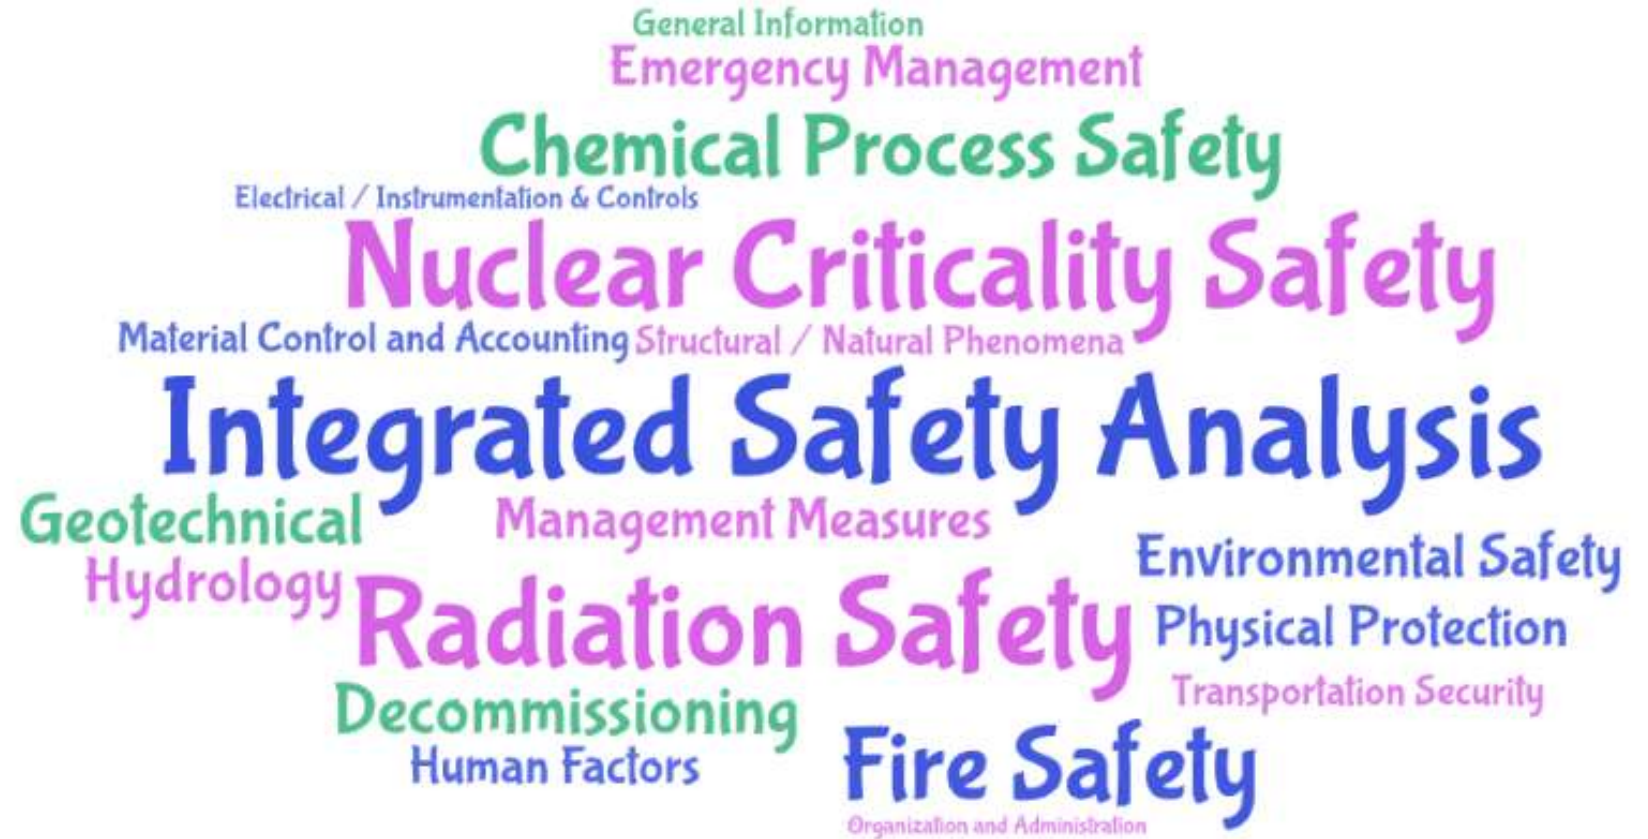 General Information
Emergency Management
Chemical Process Safety
Electrical / Instrumentation & Controls
Nuclear Criticality Safety
Material Control and Accounting
Structural / Natural Phenomena
Integrated Safety Analysis
Geotechnical
Management Measures
Environmental Safety
Hydrology
Radiation Safety
Physical Protection
Transportation Security
Decommissioning
Human Factors
Fire Safety
Organization and Administration